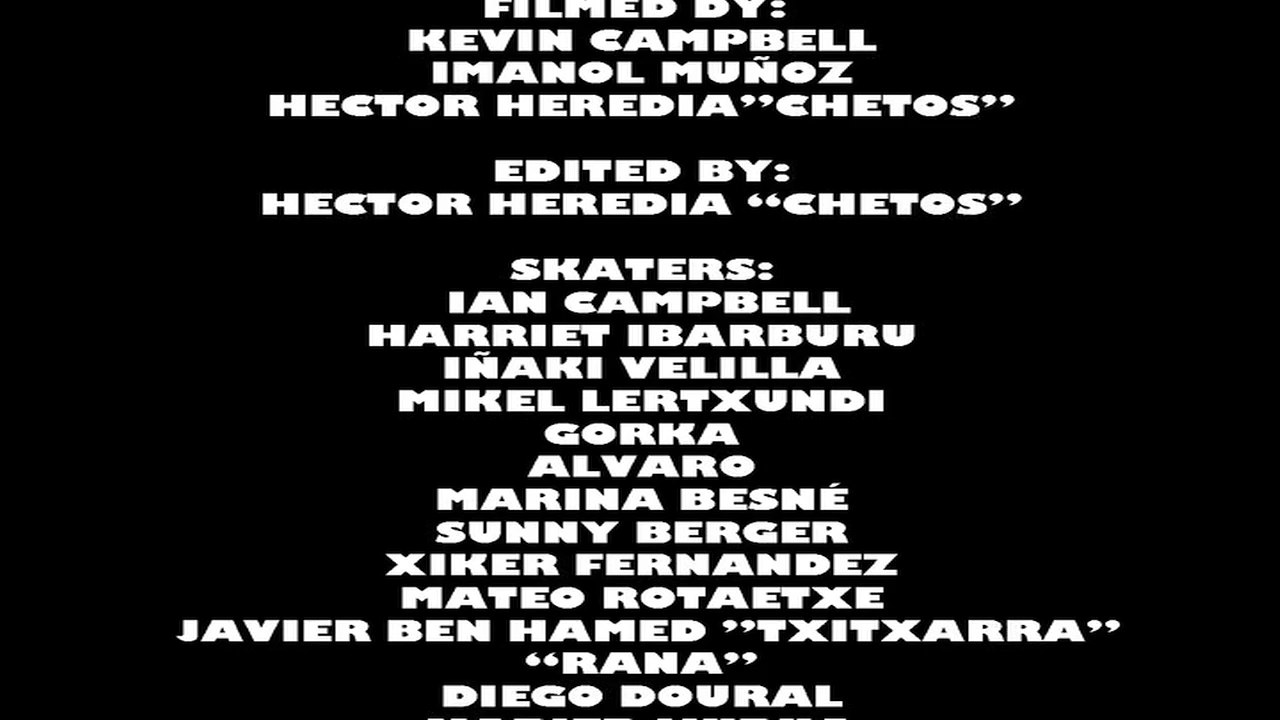 FILMED BY:
KEVIN CAMPBELL
IMANOL MUÑOZ
HECTOR HEREDIA”CHETOS”
EDITED BY:
HECTOR HEREDIA “CHETOS”
SKATERS:
IAN CAMPBELL
HARRIET IBARBURU
IÑAKI VELILLA
MIKEL LERTXUNDI
GORKA
ALVARO
MARINA BESNÉ
SUNNY BERGER
XIKER FERNANDEZ
MATEO ROTAETXE
JAVIER BEN HAMED ”TXITXARRA”
“RANA”
DIEGO DOURAL